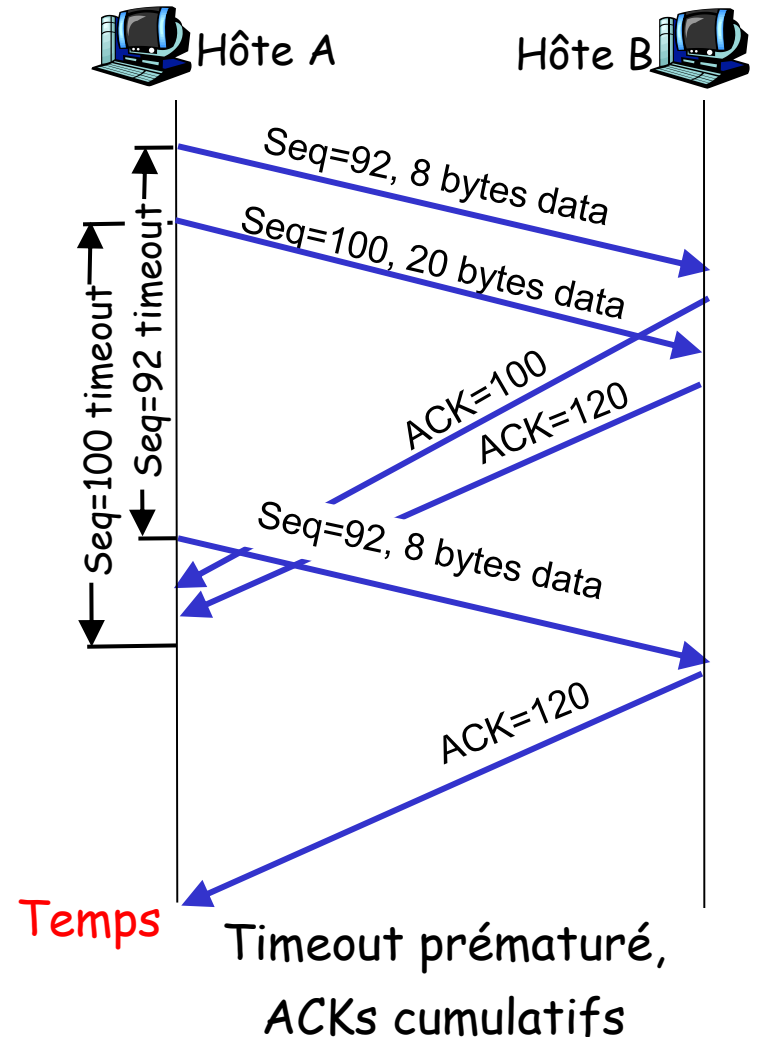 Hôte A
Hôte B
Seq=92, 8 bytes data
Seq=100, 20 bytes data
Seq=100 timeout
Seq=92 timeout
ACK=100
ACK=120
Seq=92, 8 bytes data
ACK=120
Temps
Timeout prématuré,
ACKs cumulatifs